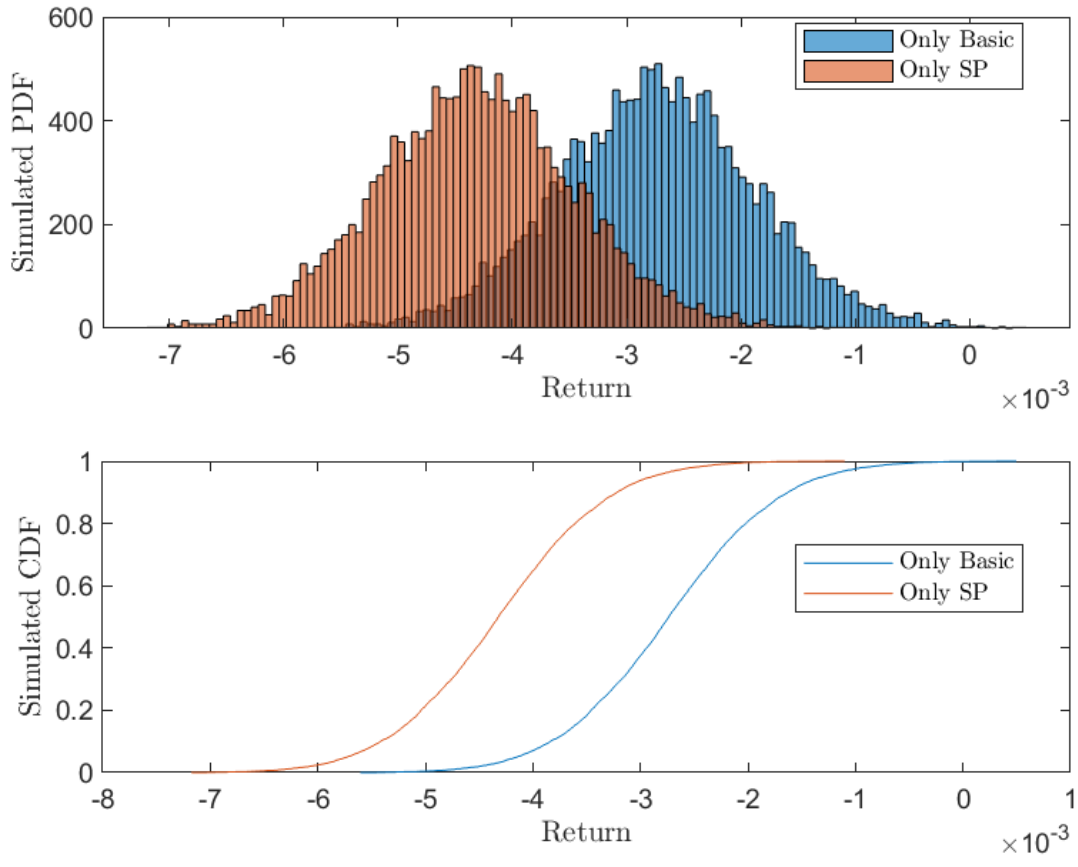 600
400
200
0
Simulated PDF
Only Basic
Only SP
-7 -6 -5 -4 -3 -2 -1 0
Return
×10-3
1
0.8
0.6
0.4
0.2
0
Simulated CDF
Only Basic
Only SP
-8 -7 -6 -5 -4 -3 -2 -1 0 1
Return
×10-3